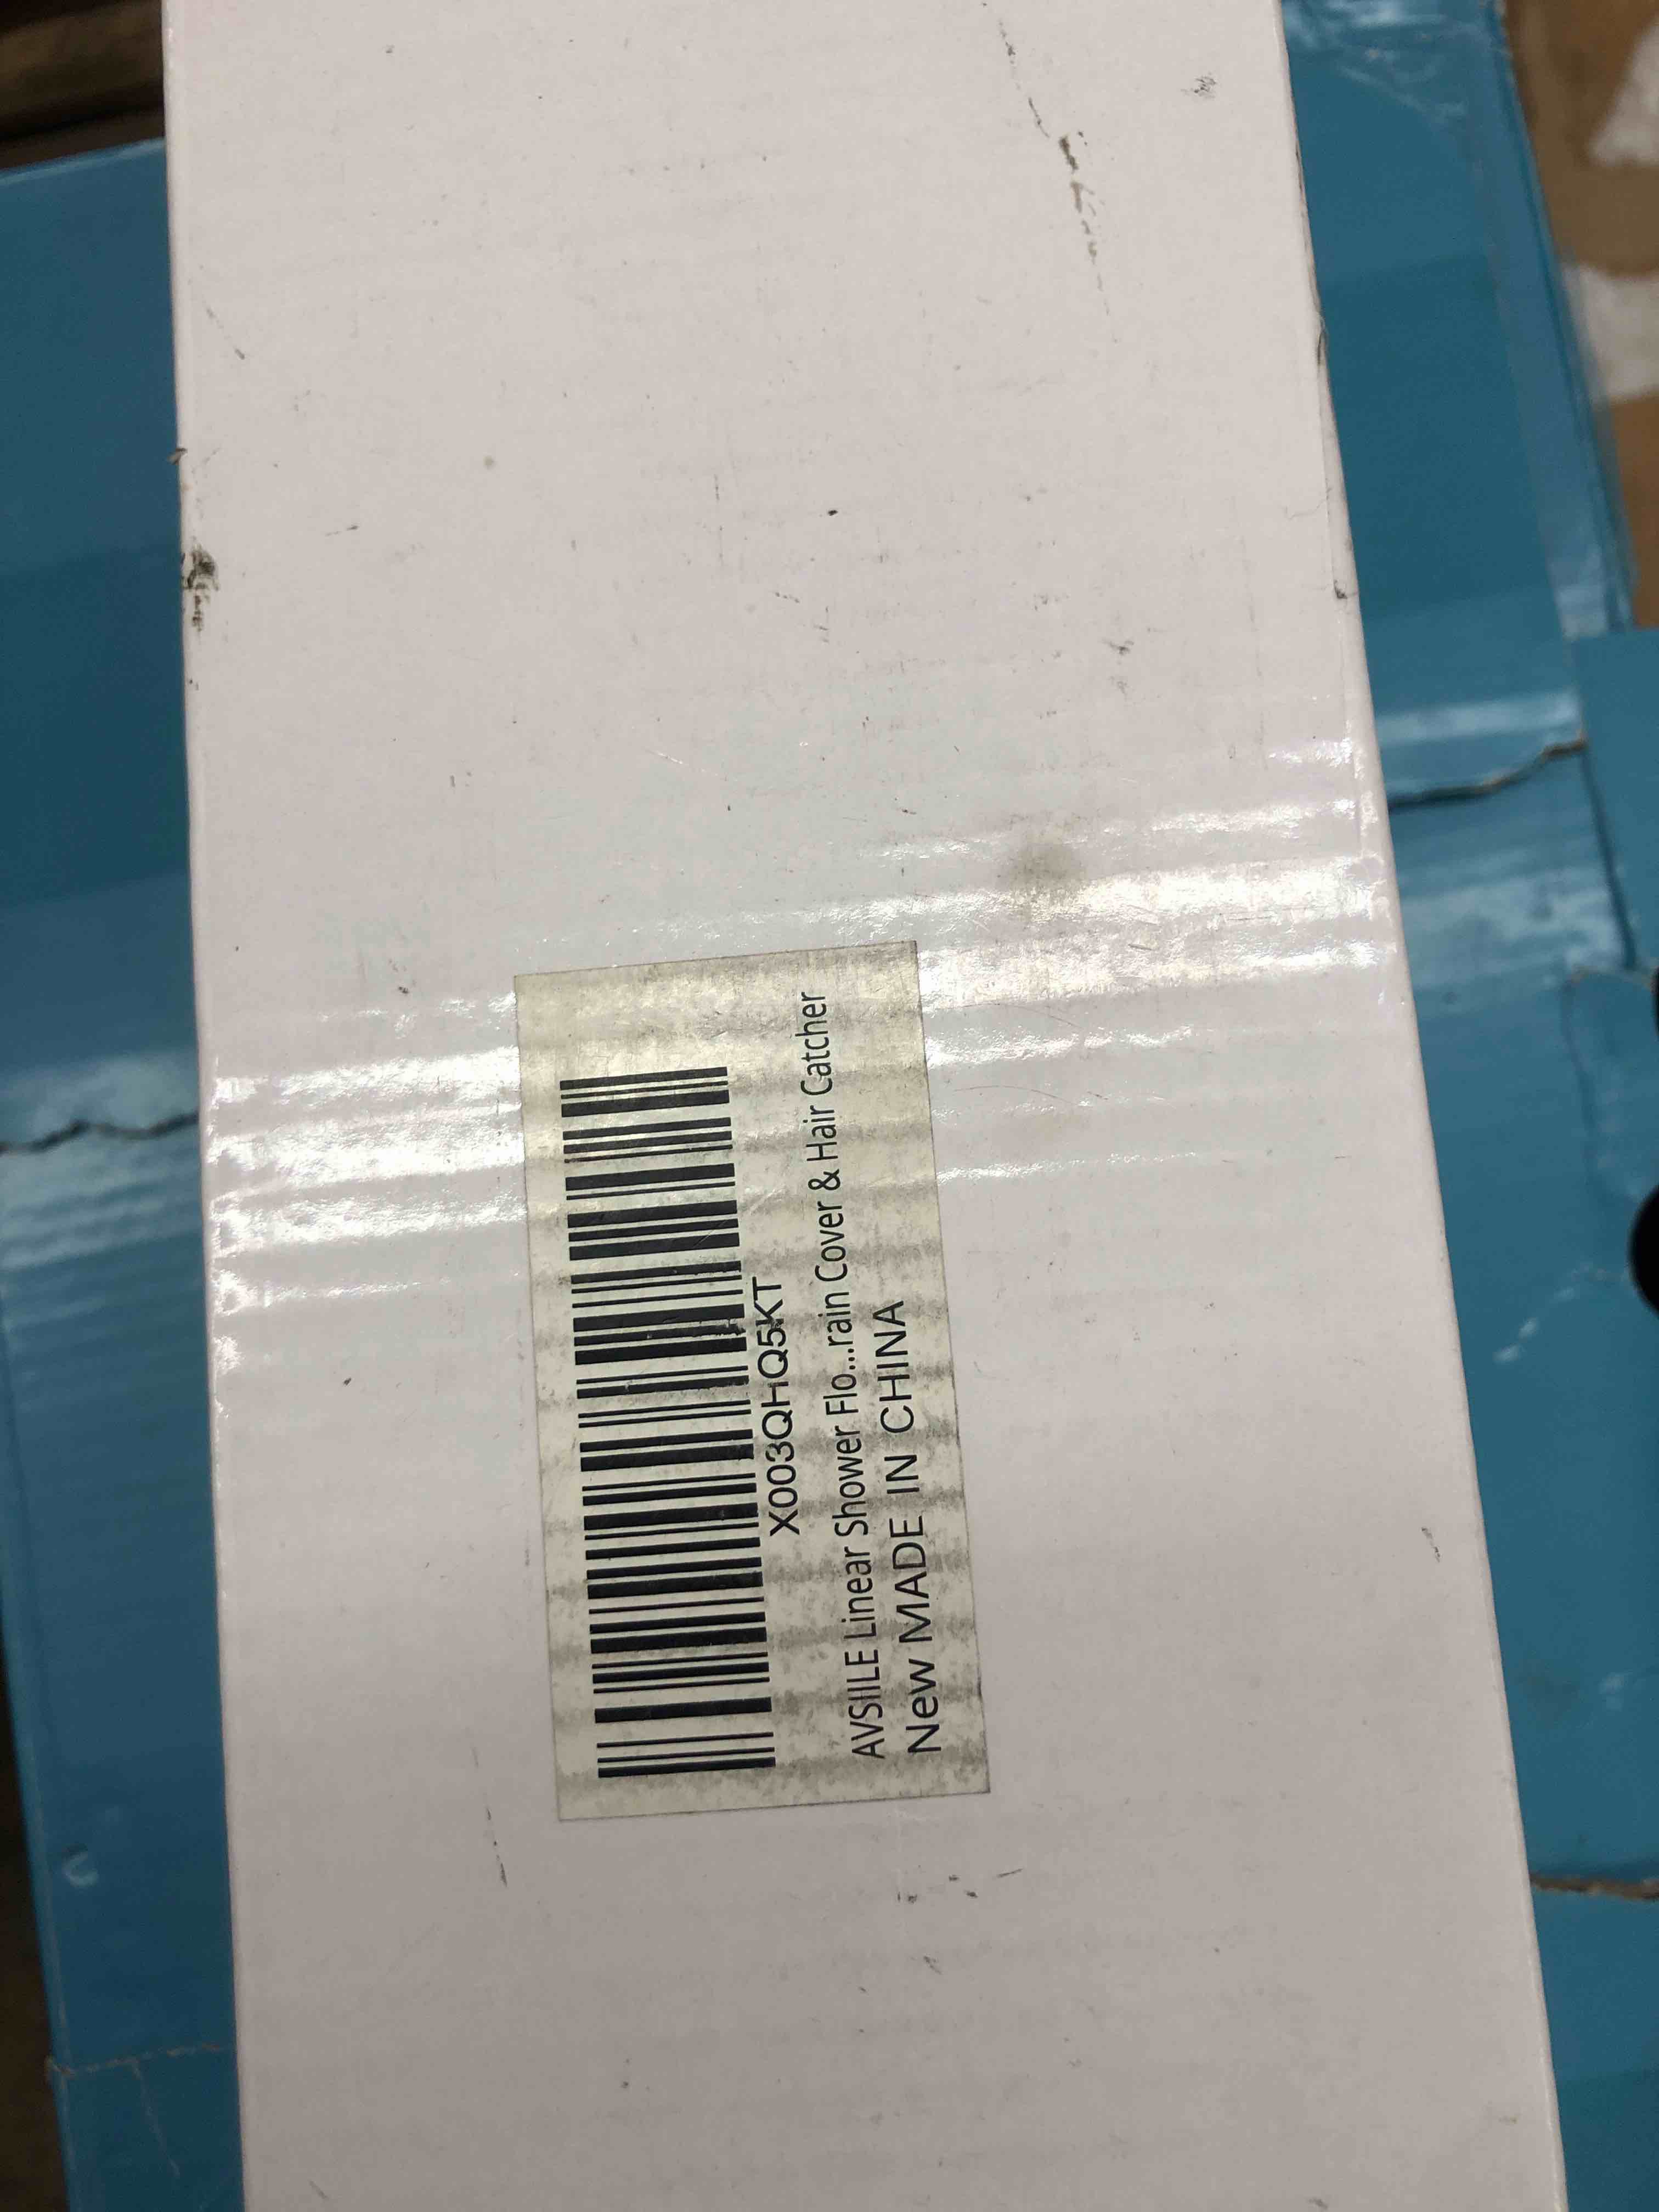 X003QHQ5KT
AVSIILE Linear Shower Flo...rain Cover & Hair Catcher
New MADE IN CHINA